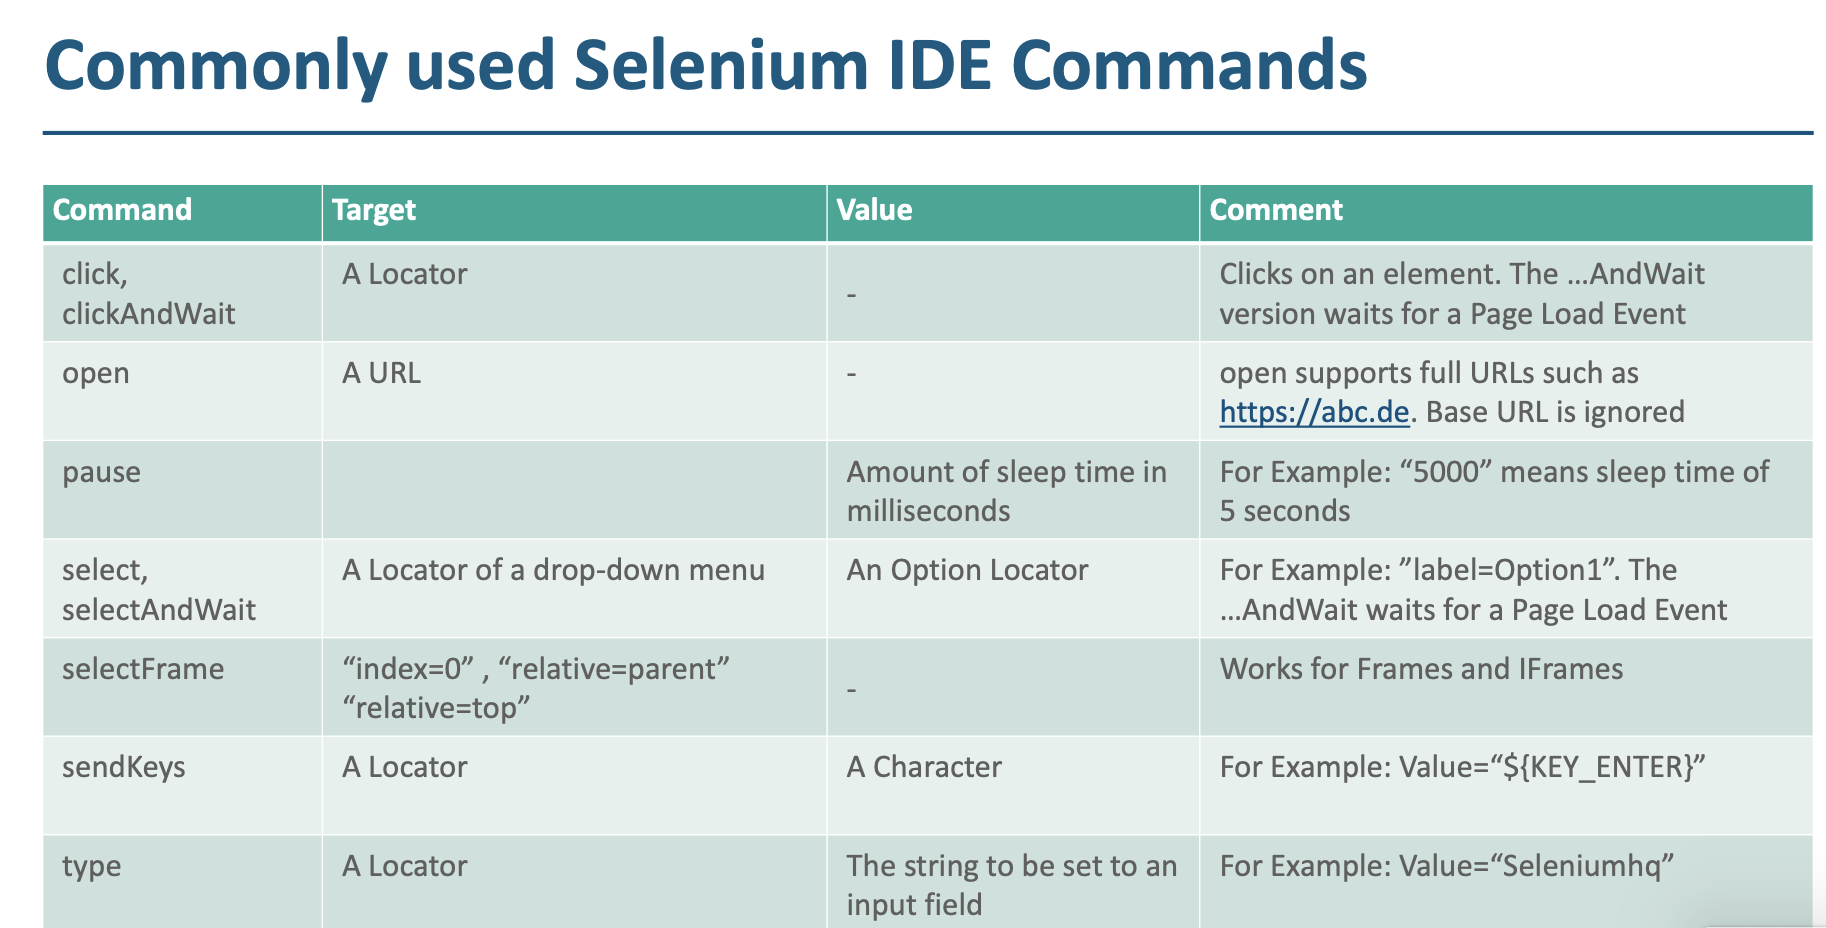 Commonly used Selenium IDE Commands
Command Target Value Comment
click,
clickAndWait
A Locator
-
Clicks on an element. The ...AndWait
version waits for a Page Load Event
open
A URL
-
open supports full URLs such as
https://abc.de. Base URL is ignored
pause
Amount of sleep time in
milliseconds
For Example: “5000” means sleep time of
5 seconds
select,
selectAndWait
A Locator of a drop-down menu
An Option Locator
For Example: ”label=Option1”. The
...AndWait waits for a Page Load Event
selectFrame
“index=0” , “relative=parent”
“relative=top”
-
Works for Frames and IFrames
sendKeys
A Locator
A Character
For Example: Value=“${KEY_ENTER}”
type
A Locator
The string to be set to an
input field
For Example: Value=“Seleniumhq”